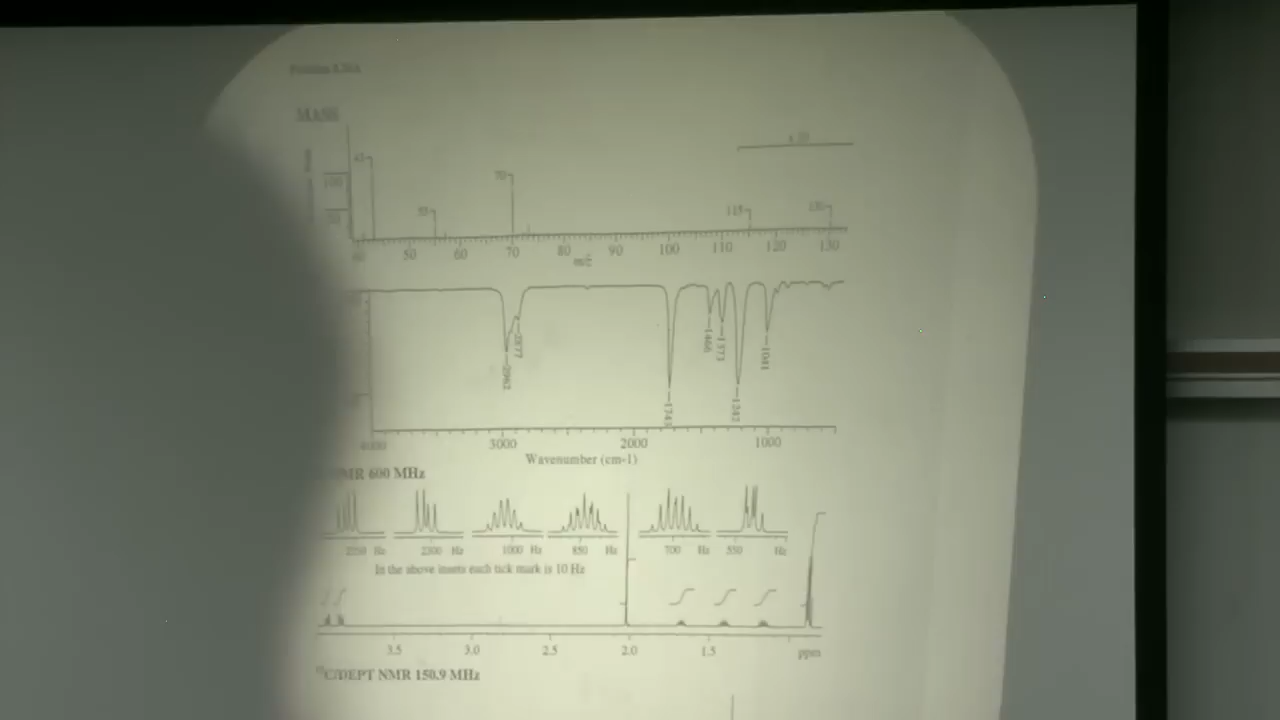 43
55
70
x 10
115
130
50 60 70 80 90 100 110 120 130
m/z
2962
2877
1743
1466
1373
1242
1041
4000 3000 2000 1000
Wavenumber (cm-1)
NMR 600 MHz
2350 Hz 2300 Hz 1000 Hz 850 Hz 700 Hz 550 Hz
In the above insets each tick mark is 10 Hz
3.5 3.0 2.5 2.0 1.5 ppm
13C/DEPT NMR 150.9 MHz